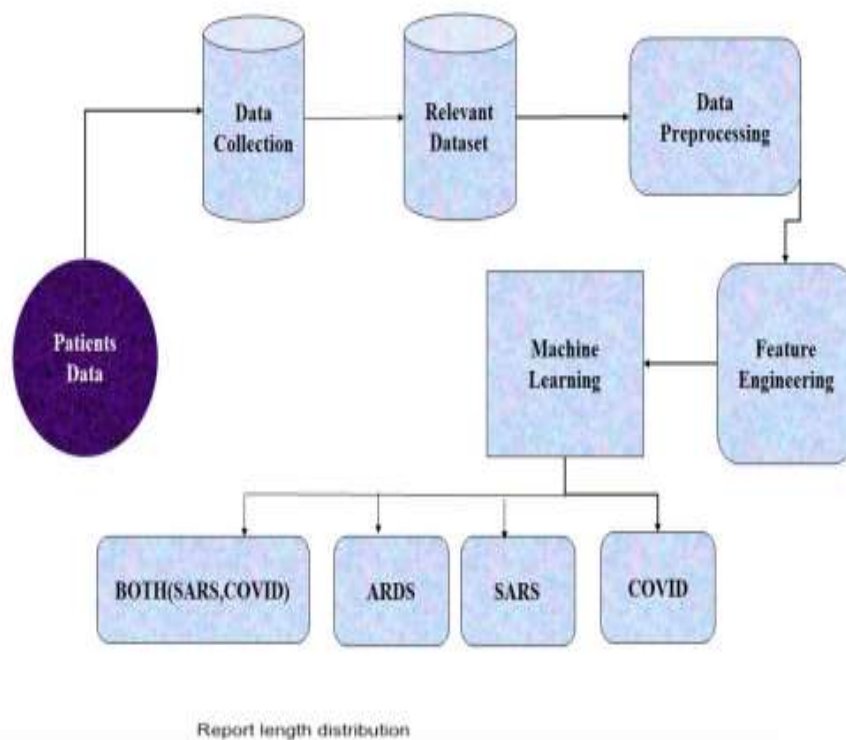 Data
Collection
Relevant
Dataset
Data
Preprocessing
Patients
Data
Machine
Learning
Feature
Engineering
BOTH(SARS,COVID)
ARDS
SARS
COVID
Report length distribution